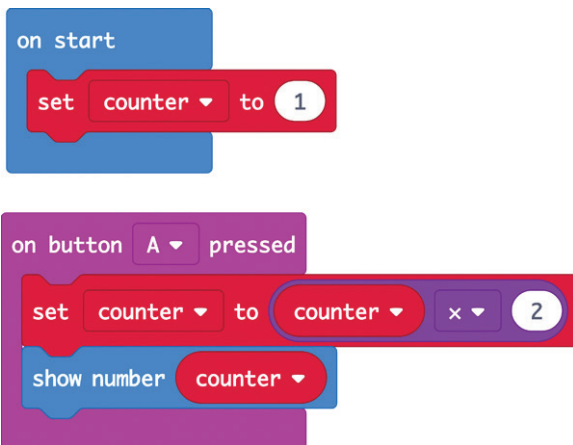 on start
set counter to 1
on button A pressed
set counter to counter × 2
show number counter